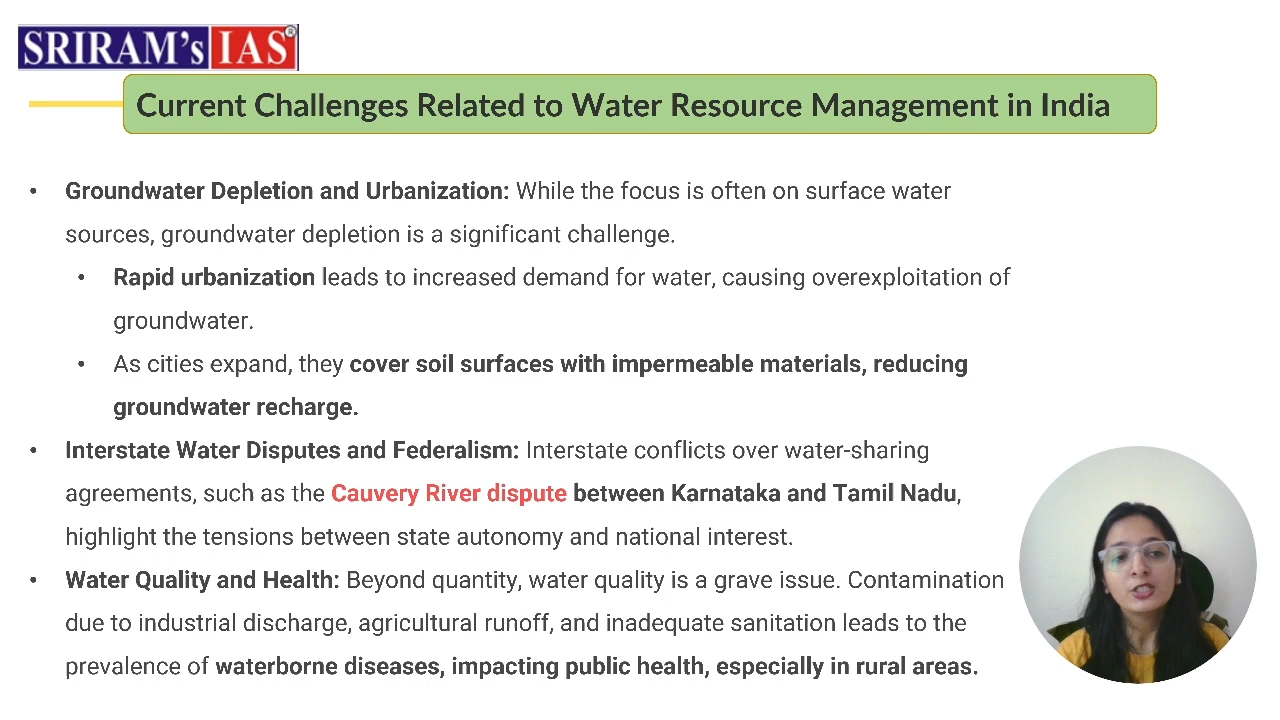 SRIRAM's IAS®
Current Challenges Related to Water Resource Management in India
• Groundwater Depletion and Urbanization: While the focus is often on surface water
sources, groundwater depletion is a significant challenge.
• Rapid urbanization leads to increased demand for water, causing overexploitation of
groundwater.
• As cities expand, they cover soil surfaces with impermeable materials, reducing
groundwater recharge.
• Interstate Water Disputes and Federalism: Interstate conflicts over water-sharing
agreements, such as the Cauvery River dispute between Karnataka and Tamil Nadu,
highlight the tensions between state autonomy and national interest.
• Water Quality and Health: Beyond quantity, water quality is a grave issue. Contamination
due to industrial discharge, agricultural runoff, and inadequate sanitation leads to the
prevalence of waterborne diseases, impacting public health, especially in rural areas.